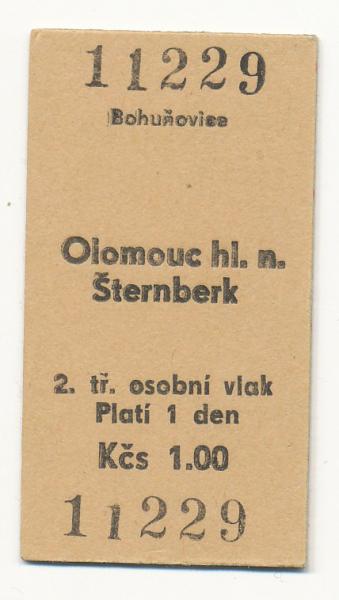 11229
Bohuňovice
Olomouc hl. n.
Šternberk
2. tř. osobní vlak
Platí 1 den
Kčs 1.00
11229